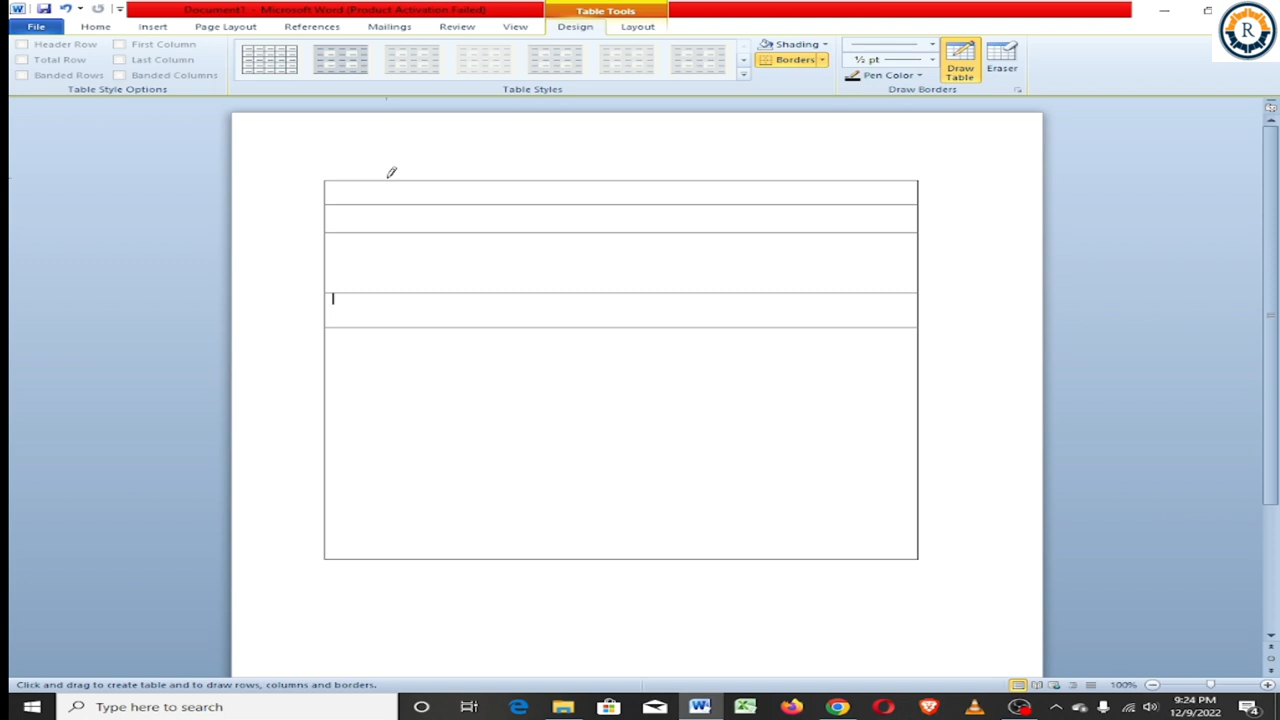 Document1 - Microsoft Word (Product Activation Failed)
Table Tools
File Home Insert Page Layout References Mailings Review View Design Layout
Header Row First Column
Total Row Last Column
Banded Rows Banded Columns
Table Style Options
Table Styles
Shading
Borders
½ pt
Pen Color
Draw Table
Eraser
Draw Borders
R
Click and drag to create table and to draw rows, columns and borders.
100%
Type here to search
9:24 PM
12/9/2022
4